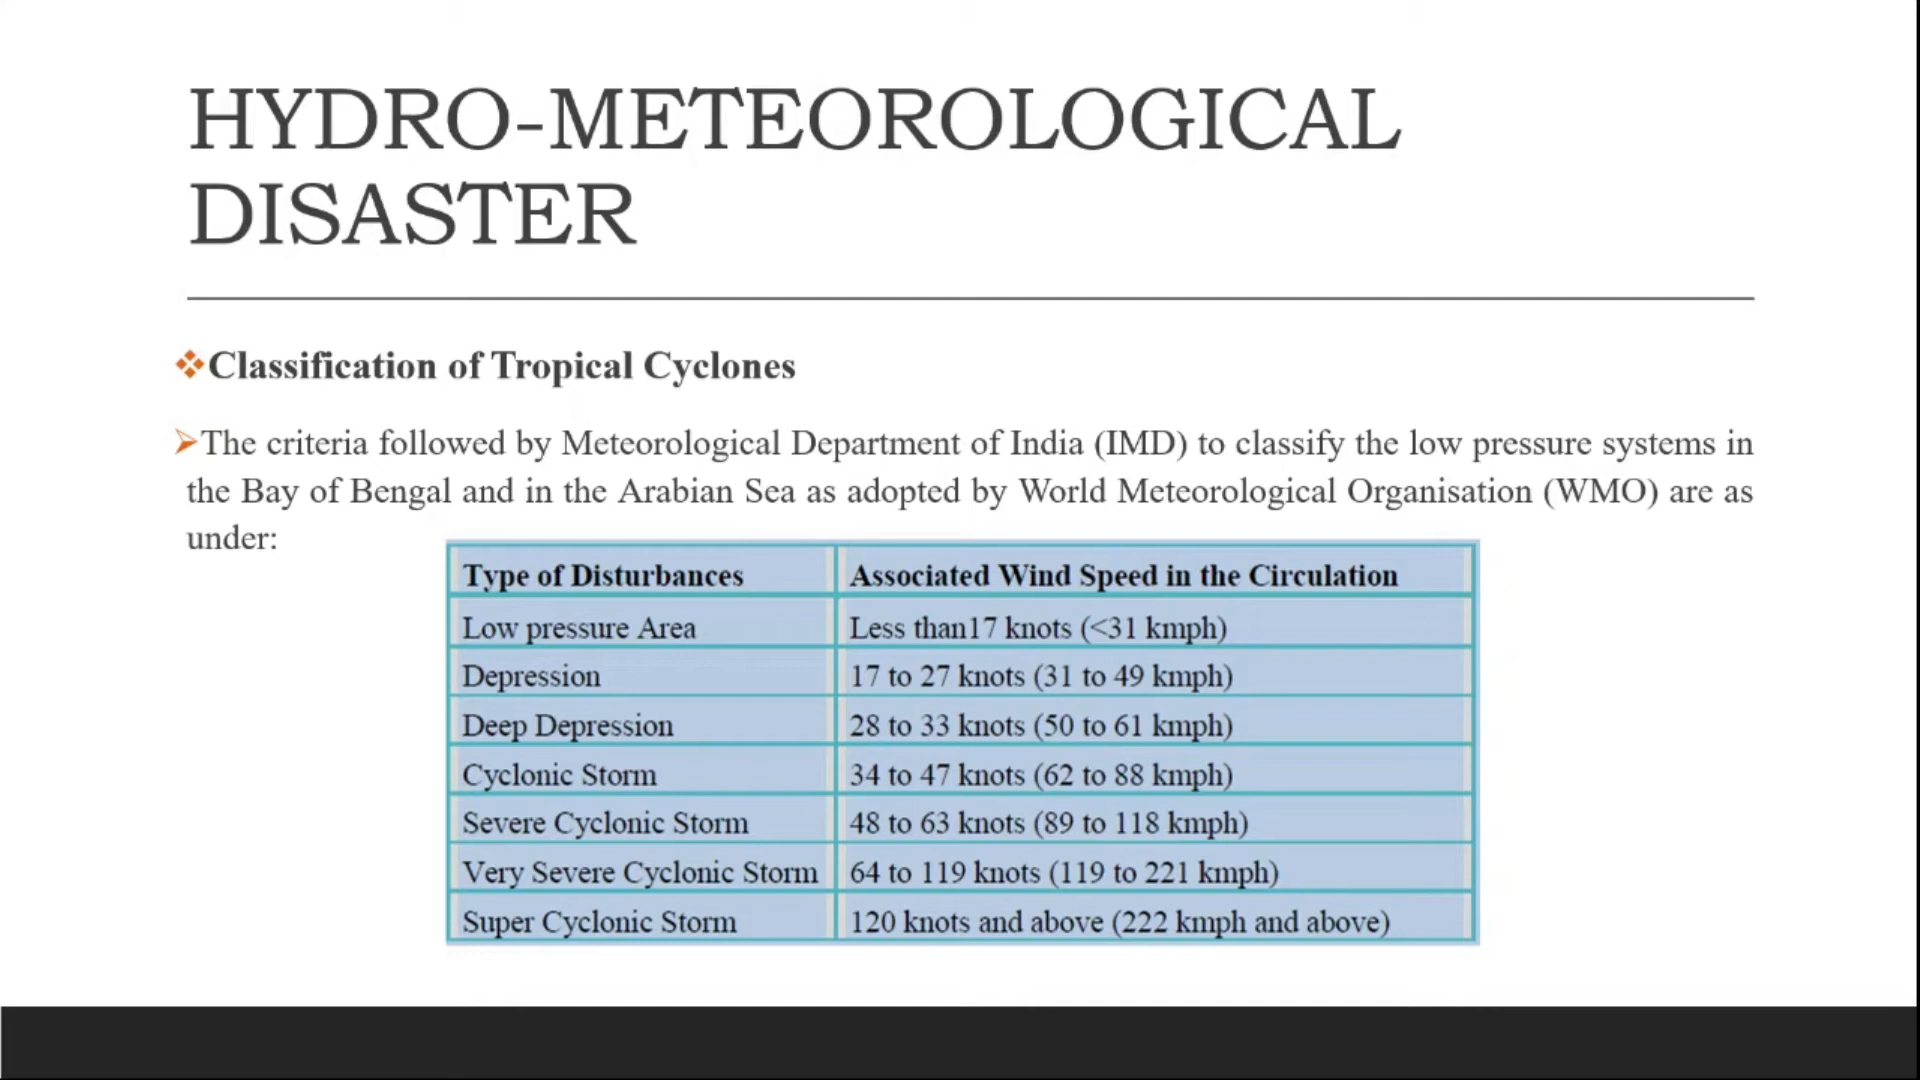 HYDRO-METEOROLOGICAL
DISASTER
Classification of Tropical Cyclones
The criteria followed by Meteorological Department of India (IMD) to classify the low pressure systems in
the Bay of Bengal and in the Arabian Sea as adopted by World Meteorological Organisation (WMO) are as
under:
Type of Disturbances Associated Wind Speed in the Circulation
Low pressure Area Less than17 knots (<31 kmph)
Depression 17 to 27 knots (31 to 49 kmph)
Deep Depression 28 to 33 knots (50 to 61 kmph)
Cyclonic Storm 34 to 47 knots (62 to 88 kmph)
Severe Cyclonic Storm 48 to 63 knots (89 to 118 kmph)
Very Severe Cyclonic Storm 64 to 119 knots (119 to 221 kmph)
Super Cyclonic Storm 120 knots and above (222 kmph and above)